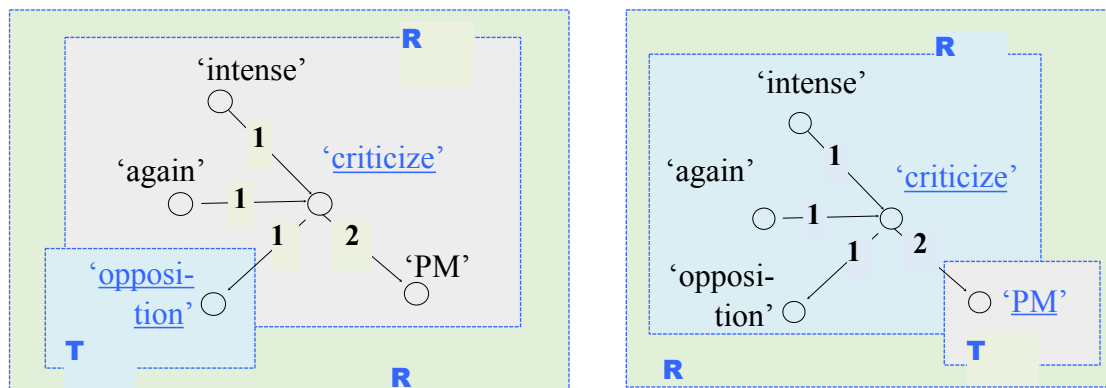 R
‘intense’
1
‘again’
‘criticize’
1
1
2
‘opposi-
tion’
‘PM’
T
R
R
‘intense’
1
‘again’
‘criticize’
1
1
2
‘opposi-
tion’
‘PM’
T
R